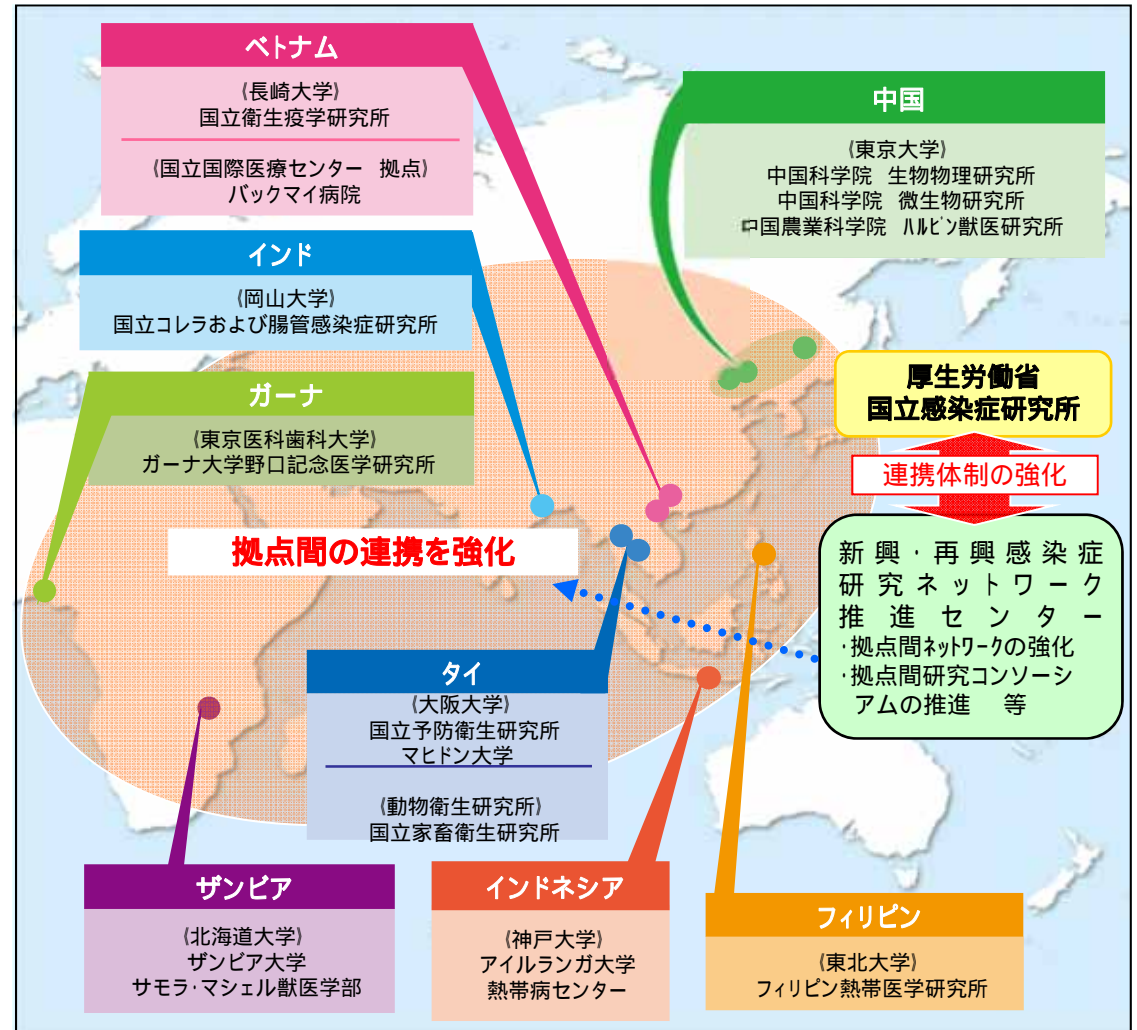 ベトナム
(長崎大学)
国立衛生疫学研究所
(国立国際医療センター 拠点)
バックマイ病院
中国
(東京大学)
中国科学院 生物物理研究所
中国科学院 微生物研究所
中国農業科学院 ﾊﾙﾋﾞﾝ獣医研究所
インド
(岡山大学)
国立コレラおよび腸管感染症研究所
ガーナ
(東京医科歯科大学)
ガーナ大学野口記念医学研究所
厚生労働省
国立感染症研究所
連携体制の強化
拠点間の連携を強化
新興・再興感染症
研究ネットワーク
推進センター
・拠点間ﾈｯﾄﾜｰｸの強化
・拠点間研究コンソーシ
アムの推進 等
タイ
(大阪大学)
国立予防衛生研究所
マヒドン大学
(動物衛生研究所)
国立家畜衛生研究所
ザンビア
(北海道大学)
ザンビア大学
サモラ・マシェル獣医学部
インドネシア
(神戸大学)
アイルランガ大学
熱帯病センター
フィリピン
(東北大学)
フィリピン熱帯医学研究所